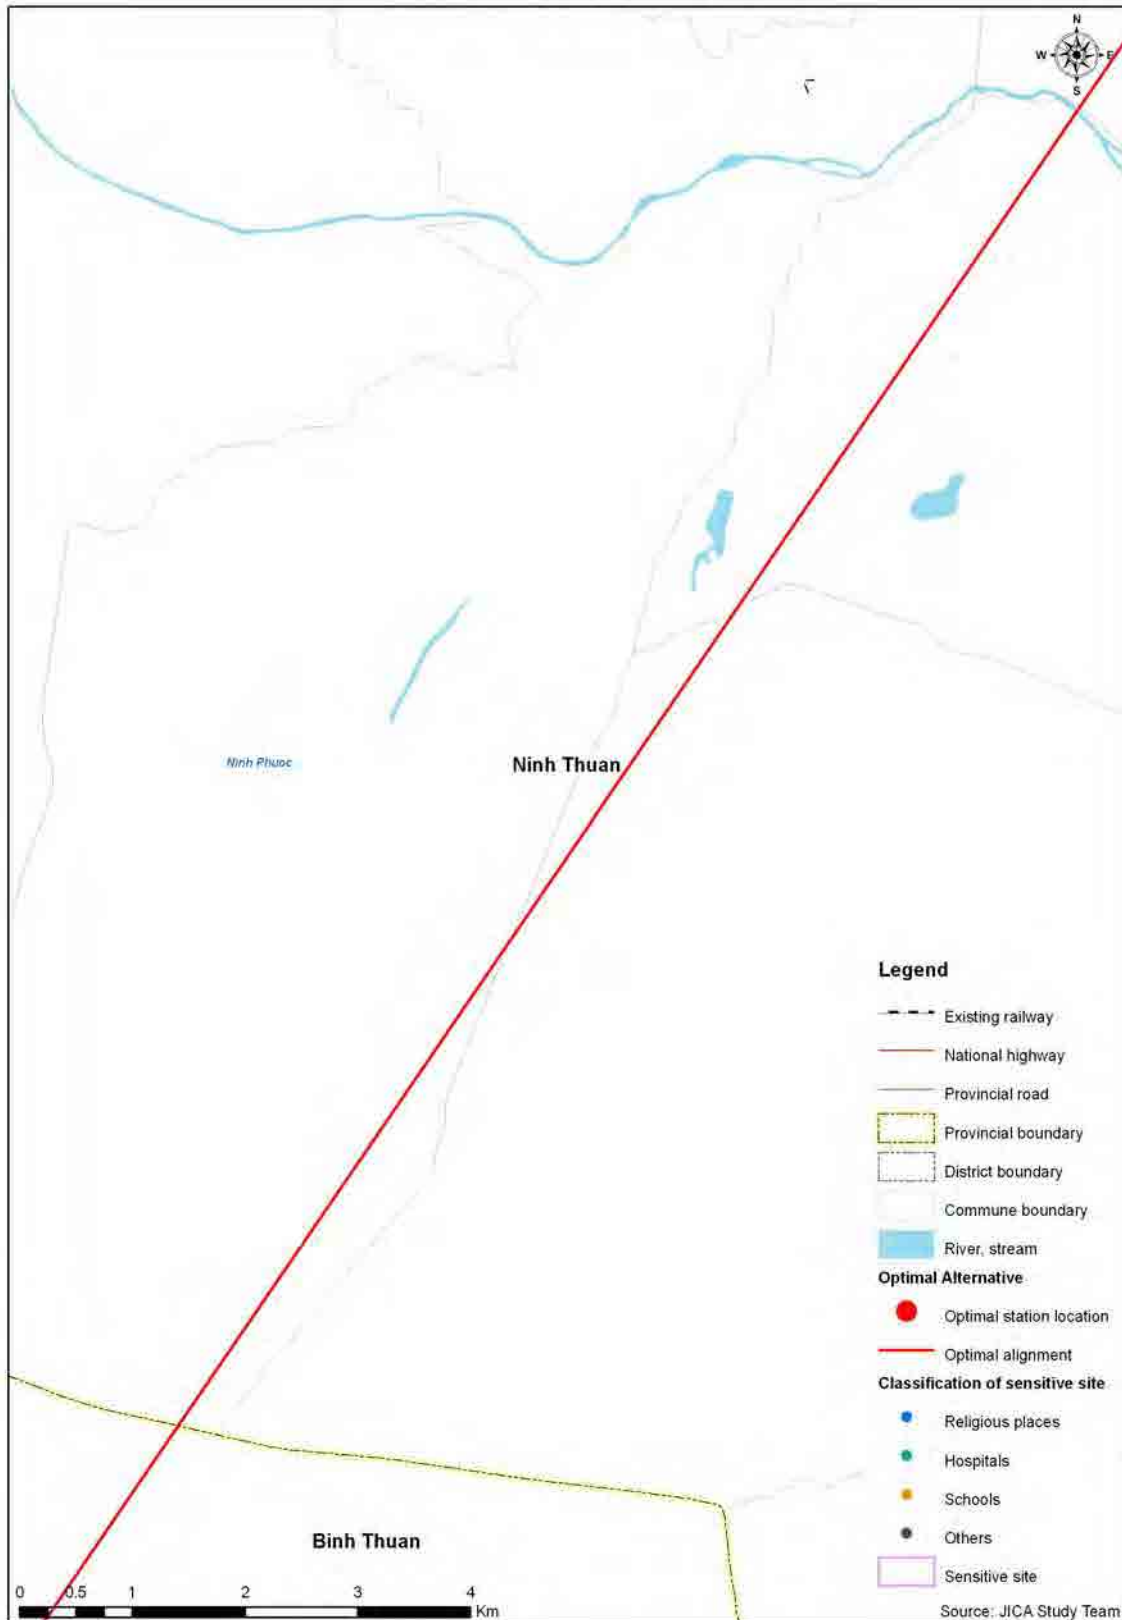 N
W E
S
Ninh Phuoc
Ninh Thuan
Legend
Existing railway
National highway
Provincial road
Provincial boundary
District boundary
Commune boundary
River, stream
Optimal Alternative
Optimal station location
Optimal alignment
Classification of sensitive site
Religious places
Hospitals
Schools
Others
Sensitive site
Binh Thuan
0 0.5 1 2 3 4
Km
Source: JICA Study Team